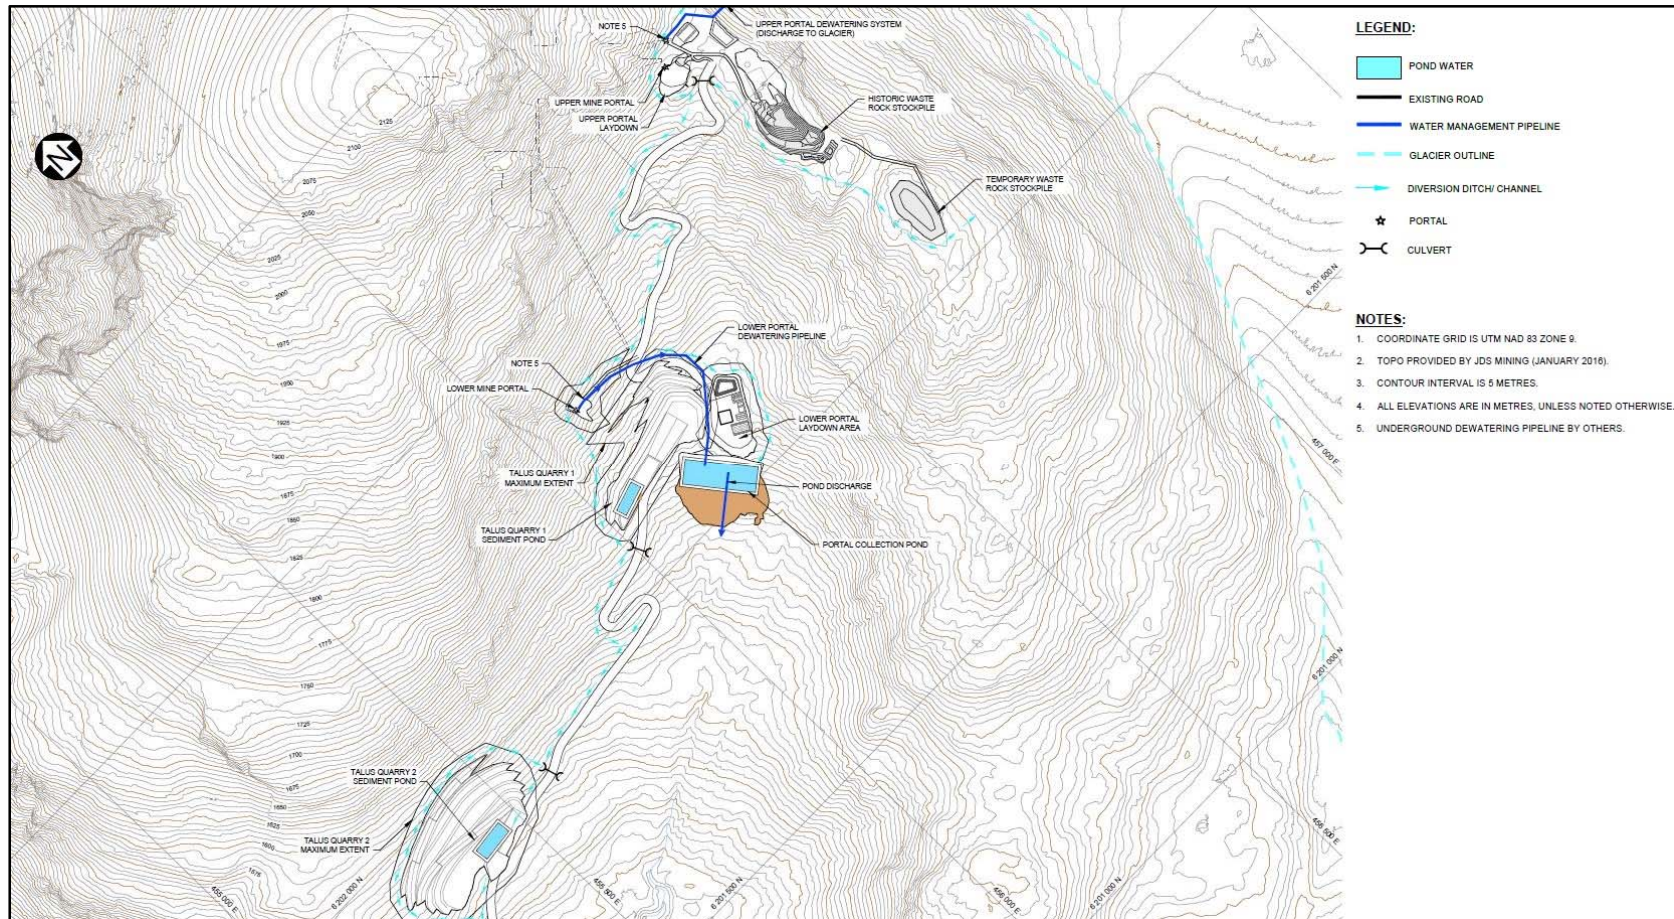 NOTE 5
UPPER PORTAL DEWATERING SYSTEM
(DISCHARGE TO GLACIER)
UPPER MINE PORTAL
UPPER PORTAL
LAYDOWN
HISTORIC WASTE
ROCK STOCKPILE
TEMPORARY WASTE
ROCK STOCKPILE
N
2125
2100
2075
2050
2025
2000
1975
1950
1925
1900
1875
1850
1825
1800
1775
1750
1725
1700
1675
1650
1625
1600
1575
LOWER PORTAL
DEWATERING PIPELINE
NOTE 5
LOWER MINE PORTAL
LOWER PORTAL
LAYDOWN AREA
TALUS QUARRY 1
MAXIMUM EXTENT
POND DISCHARGE
TALUS QUARRY 1
SEDIMENT POND
PORTAL COLLECTION POND
TALUS QUARRY 2
SEDIMENT POND
TALUS QUARRY 2
MAXIMUM EXTENT
455 000 E
6 202 000 N
455 500 E
6 201 500 N
456 000 E
6 201 000 N
456 500 E
6 201 000 N
457 000 E
6 201 500 N
LEGEND:
POND WATER
EXISTING ROAD
WATER MANAGEMENT PIPELINE
GLACIER OUTLINE
DIVERSION DITCH/ CHANNEL
PORTAL
CULVERT
NOTES:
1. COORDINATE GRID IS UTM NAD 83 ZONE 9.
2. TOPO PROVIDED BY JDS MINING (JANUARY 2016).
3. CONTOUR INTERVAL IS 5 METRES.
4. ALL ELEVATIONS ARE IN METRES, UNLESS NOTED OTHERWISE.
5. UNDERGROUND DEWATERING PIPELINE BY OTHERS.